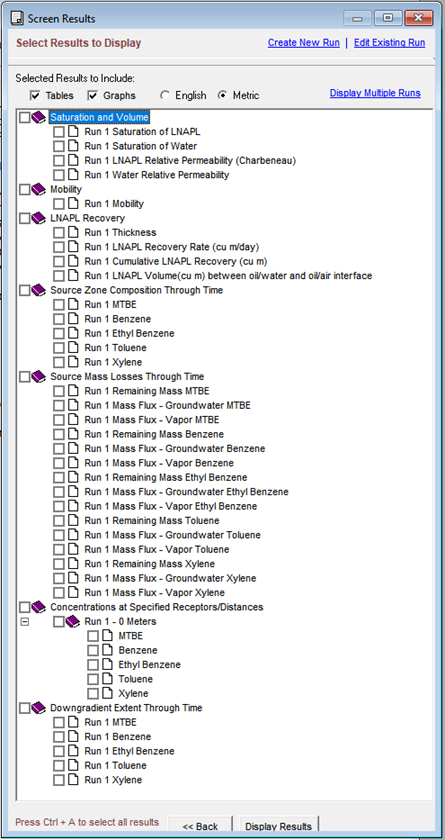 Screen Results
Select Results to Display
Create New Run | Edit Existing Run
Selected Results to Include:
Tables Graphs English Metric
Display Multiple Runs
Saturation and Volume
Run 1 Saturation of LNAPL
Run 1 Saturation of Water
Run 1 LNAPL Relative Permeability (Charbeneau)
Run 1 Water Relative Permeability
Mobility
Run 1 Mobility
LNAPL Recovery
Run 1 Thickness
Run 1 LNAPL Recovery Rate (cu m/day)
Run 1 Cumulative LNAPL Recovery (cu m)
Run 1 LNAPL Volume(cu m) between oil/water and oil/air interface
Source Zone Composition Through Time
Run 1 MTBE
Run 1 Benzene
Run 1 Ethyl Benzene
Run 1 Toluene
Run 1 Xylene
Source Mass Losses Through Time
Run 1 Remaining Mass MTBE
Run 1 Mass Flux - Groundwater MTBE
Run 1 Mass Flux - Vapor MTBE
Run 1 Remaining Mass Benzene
Run 1 Mass Flux - Groundwater Benzene
Run 1 Mass Flux - Vapor Benzene
Run 1 Remaining Mass Ethyl Benzene
Run 1 Mass Flux - Groundwater Ethyl Benzene
Run 1 Mass Flux - Vapor Ethyl Benzene
Run 1 Remaining Mass Toluene
Run 1 Mass Flux - Groundwater Toluene
Run 1 Mass Flux - Vapor Toluene
Run 1 Remaining Mass Xylene
Run 1 Mass Flux - Groundwater Xylene
Run 1 Mass Flux - Vapor Xylene
Concentrations at Specified Receptors/Distances
Run 1 - 0 Meters
MTBE
Benzene
Ethyl Benzene
Toluene
Xylene
Downgradient Extent Through Time
Run 1 MTBE
Run 1 Benzene
Run 1 Ethyl Benzene
Run 1 Toluene
Run 1 Xylene
Press Ctrl + A to select all results
<< Back Display Results